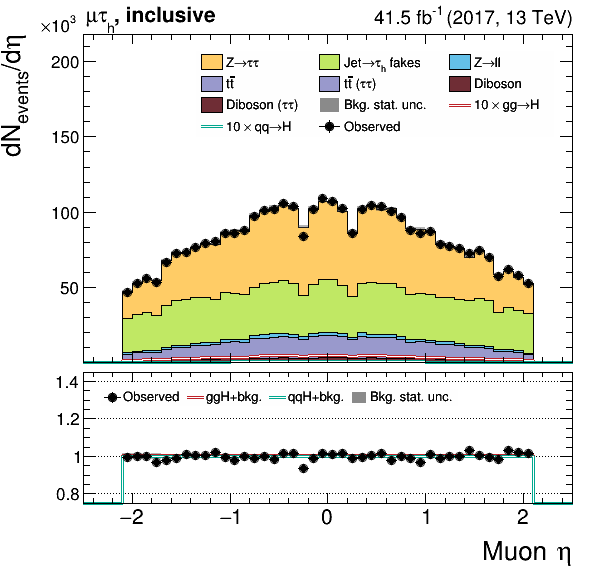 μτh, inclusive 41.5 fb-1 (2017, 13 TeV)
×10³
dNevents/dη
200
150
100
50
Z→ττ Jet→τh fakes Z→ll
tt̄ tt̄ (ττ) Diboson
Diboson (ττ) Bkg. stat. unc. 10 × gg→H
10 × qq→H Observed
1.4
1.2
1
0.8
Observed ggH+bkg. qqH+bkg. Bkg. stat. unc.
−2 −1 0 1 2
Muon η